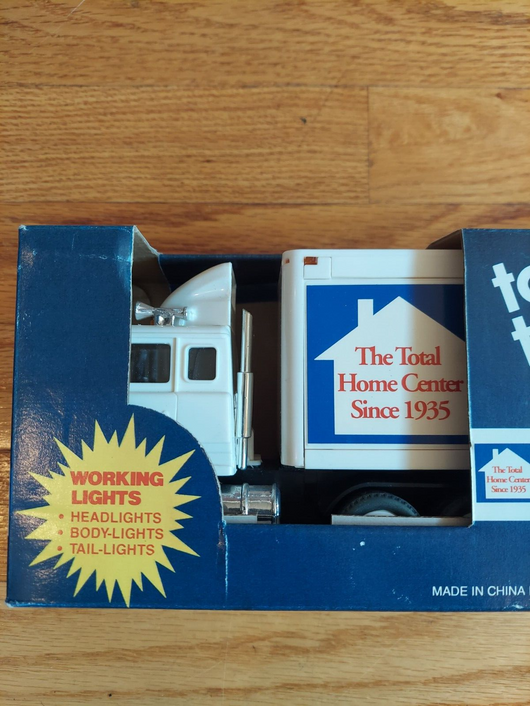 The Total
Home Center
Since 1935
WORKING
LIGHTS
• HEADLIGHTS
• BODY-LIGHTS
• TAIL-LIGHTS
The Total
Home Center
Since 1935
MADE IN CHINA